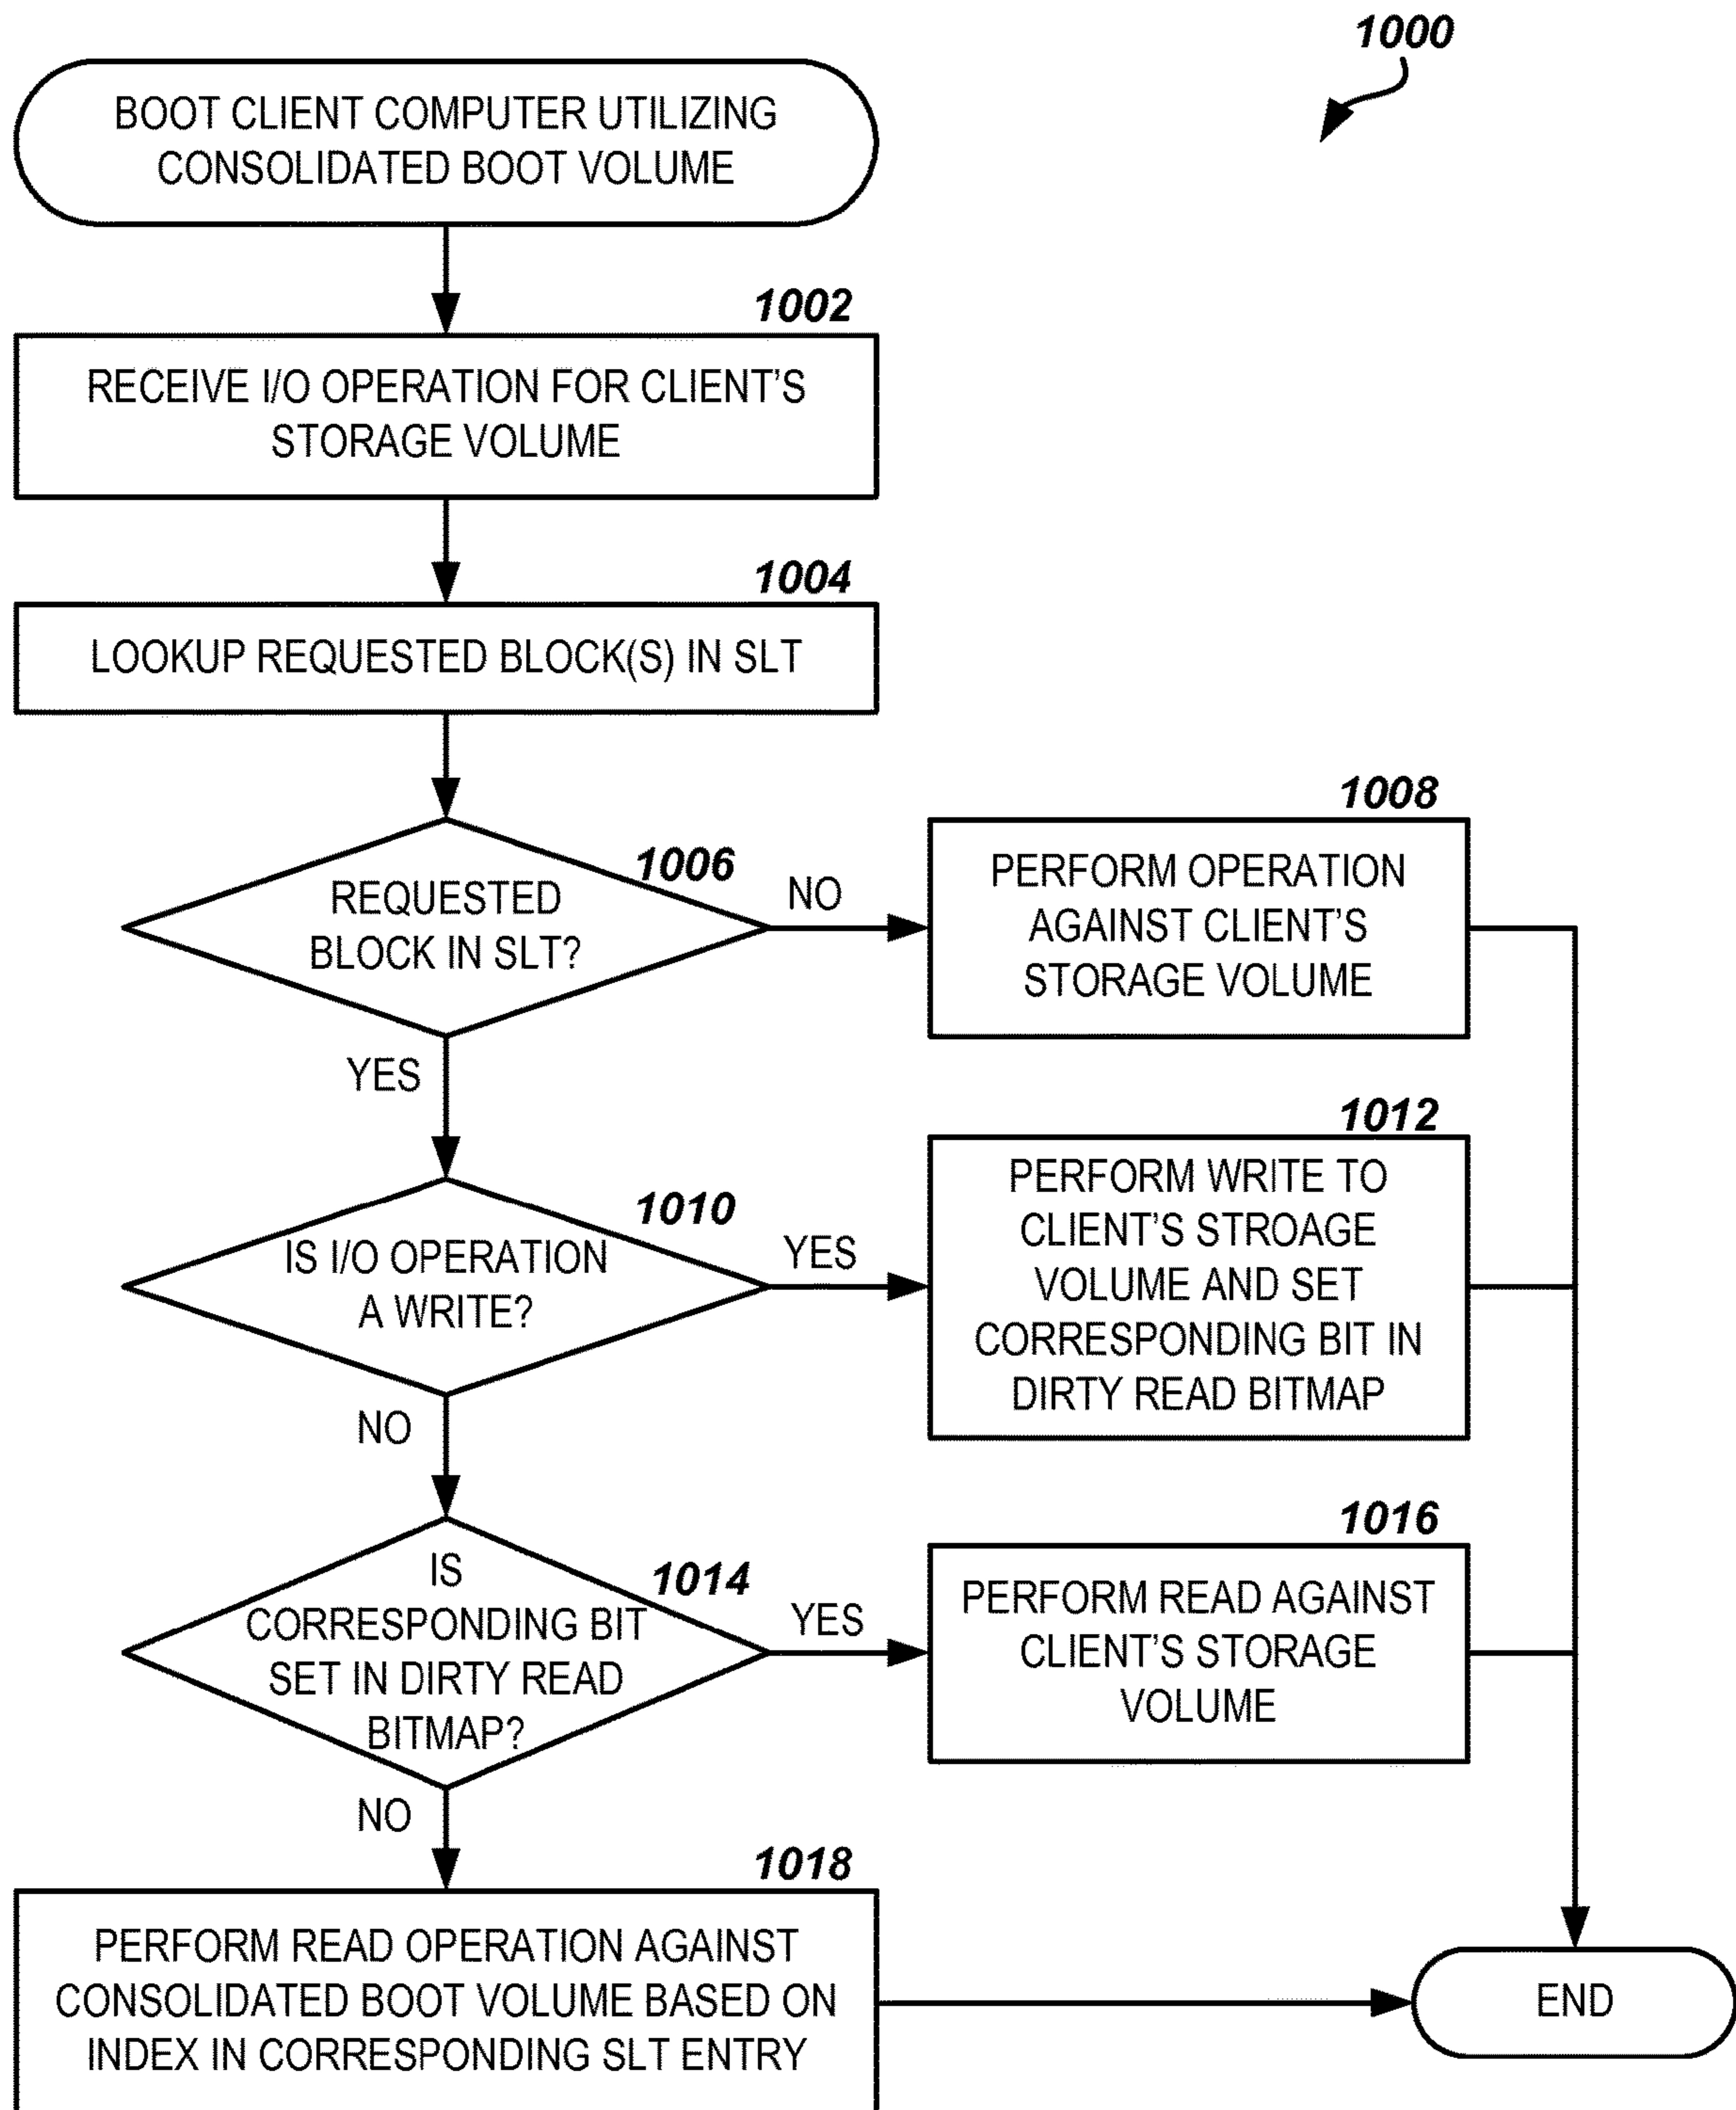 1000
BOOT CLIENT COMPUTER UTILIZING
CONSOLIDATED BOOT VOLUME
1002
RECEIVE I/O OPERATION FOR CLIENT’S
STORAGE VOLUME
1004
LOOKUP REQUESTED BLOCK(S) IN SLT
1006
REQUESTED
BLOCK IN SLT?
NO
1008
PERFORM OPERATION
AGAINST CLIENT’S
STORAGE VOLUME
YES
1010
IS I/O OPERATION
A WRITE?
YES
1012
PERFORM WRITE TO
CLIENT’S STROAGE
VOLUME AND SET
CORRESPONDING BIT IN
DIRTY READ BITMAP
NO
1014
IS
CORRESPONDING BIT
SET IN DIRTY READ
BITMAP?
YES
1016
PERFORM READ AGAINST
CLIENT’S STORAGE
VOLUME
NO
1018
PERFORM READ OPERATION AGAINST
CONSOLIDATED BOOT VOLUME BASED ON
INDEX IN CORRESPONDING SLT ENTRY
END